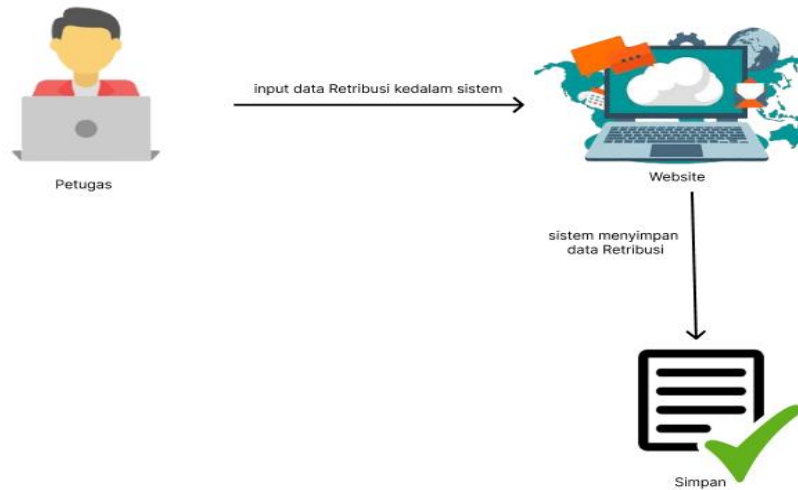 input data Retribusi kedalam sistem
Petugas
Website
sistem menyimpan
data Retribusi
Simpan